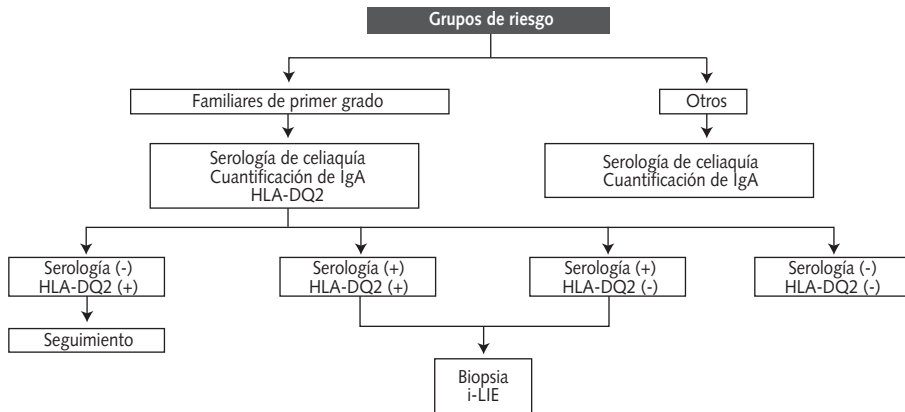 Grupos de riesgo
Familiares de primer grado
Otros
Serología de celiaquía
Cuantificación de IgA
HLA-DQ2
Serología de celiaquía
Cuantificación de IgA
Serología (-)
HLA-DQ2 (+)
Serología (+)
HLA-DQ2 (+)
Serología (+)
HLA-DQ2 (-)
Serología (-)
HLA-DQ2 (-)
Seguimiento
Biopsia
i-LIE